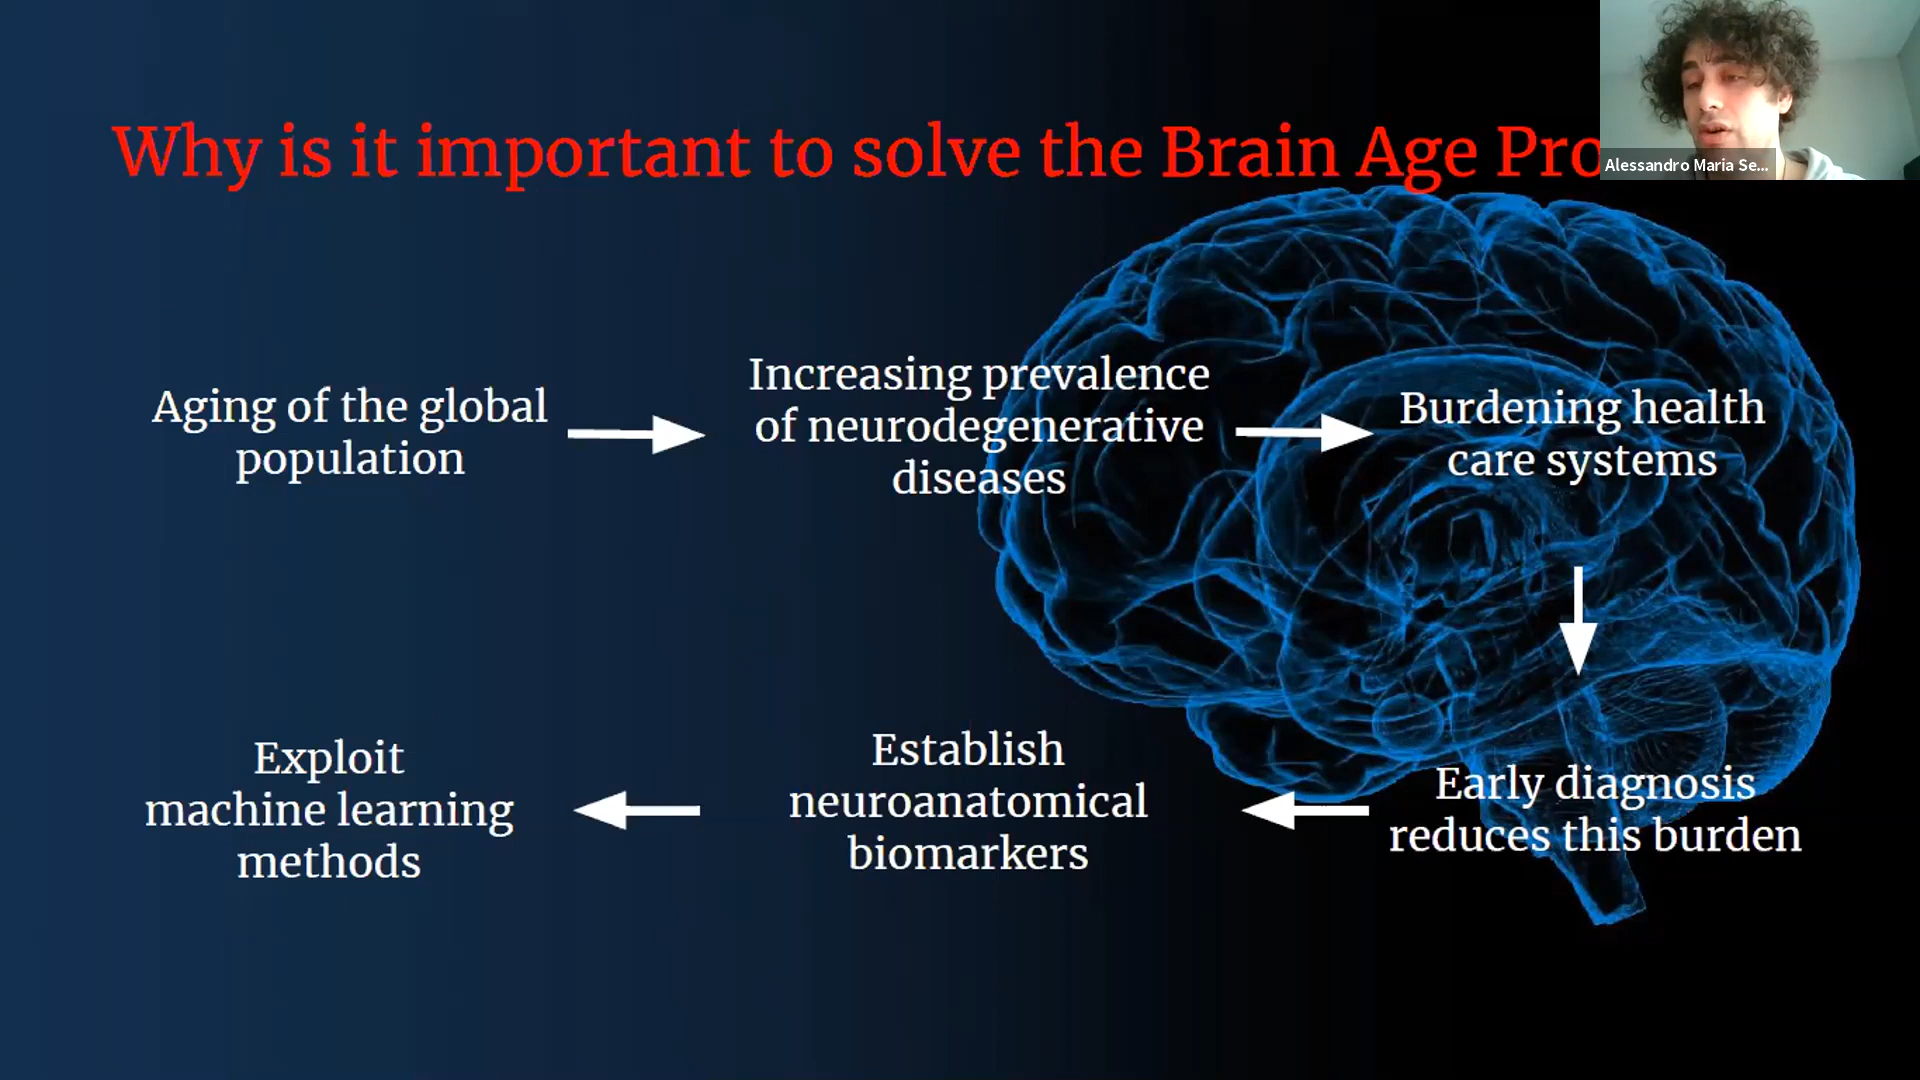 Why is it important to solve the Brain Age Pro
Alessandro Maria Se...
Aging of the global
population
Increasing prevalence
of neurodegenerative
diseases
Burdening health
care systems
Exploit
machine learning
methods
Establish
neuroanatomical
biomarkers
Early diagnosis
reduces this burden